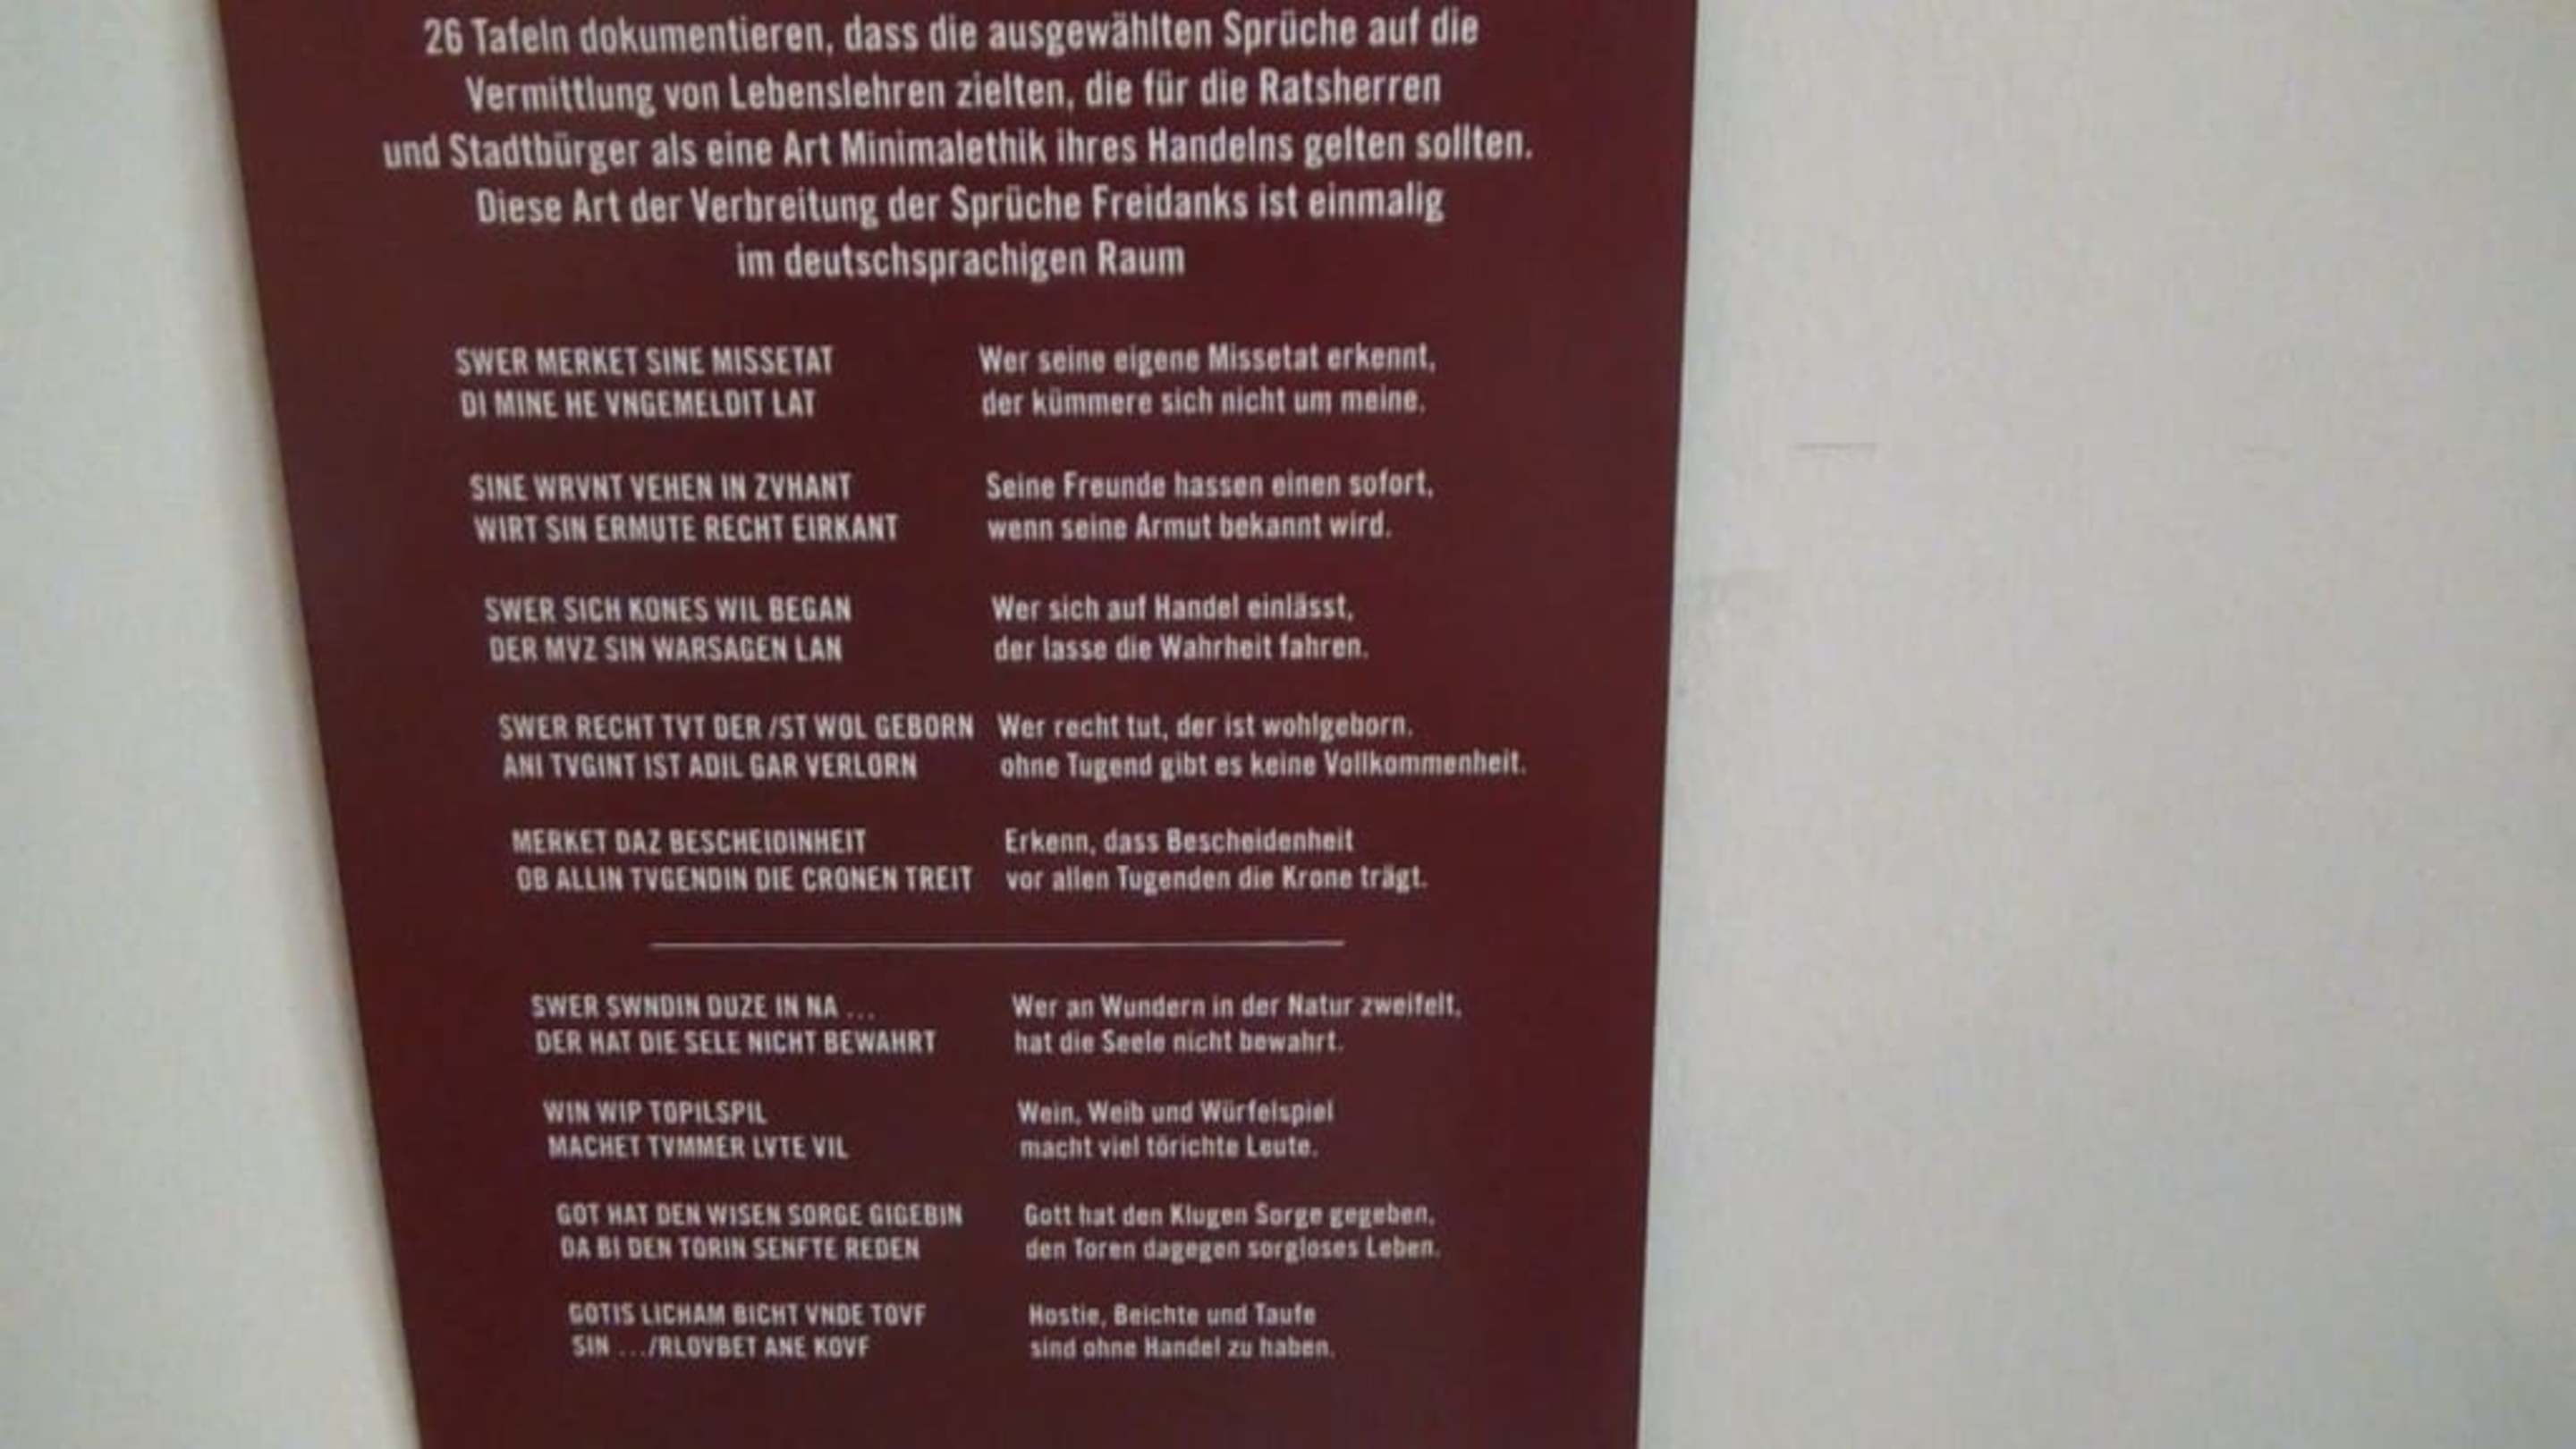 26 Tafeln dokumentieren, dass die ausgewählten Sprüche auf die
Vermittlung von Lebenslehren zielten, die für die Ratsherren
und Stadtbürger als eine Art Minimalethik ihres Handelns gelten sollten.
Diese Art der Verbreitung der Sprüche Freidanks ist einmalig
im deutschsprachigen Raum
SWER MERKET SINE MISSETAT
DI MINE HE VNGEMELDIT LAT
Wer seine eigene Missetat erkennt,
der kümmere sich nicht um meine.
SINE WRVNT VEHEN IN ZVHANT
WIRT SIN ERMUTE RECHT EIRKANT
Seine Freunde hassen einen sofort,
wenn seine Armut bekannt wird.
SWER SICH KONES WIL BEGAN
DER MVZ SIN WARSAGEN LAN
Wer sich auf Handel einlässt,
der lasse die Wahrheit fahren.
SWER RECHT TVT DER /ST WOL GEBORN
ANI TVGINT IST ADIL GAR VERLORN
Wer recht tut, der ist wohlgeborn.
ohne Tugend gibt es keine Vollkommenheit.
MERKET DAZ BESCHEIDINHEIT
OB ALLIN TVGENDIN DIE CRONEN TREIT
Erkenn, dass Bescheidenheit
vor allen Tugenden die Krone trägt.
SWER SWNDIN DUZE IN NA ...
DER HAT DIE SELE NICHT BEWAHRT
Wer an Wundern in der Natur zweifelt,
hat die Seele nicht bewahrt.
WIN WIP TOPILSPIL
MACHET TVMMER LVTE VIL
Wein, Weib und Würfelspiel
macht viel törichte Leute.
GOT HAT DEN WISEN SORGE GIGEBIN
DA BI DEN TORIN SENFTE REDEN
Gott hat den Klugen Sorge gegeben,
den Toren dagegen sorgloses Leben.
GOTIS LICHAM BICHT VNDE TOVF
SIN .../RLOVBET ANE KOVF
Hostie, Beichte und Taufe
sind ohne Handel zu haben.